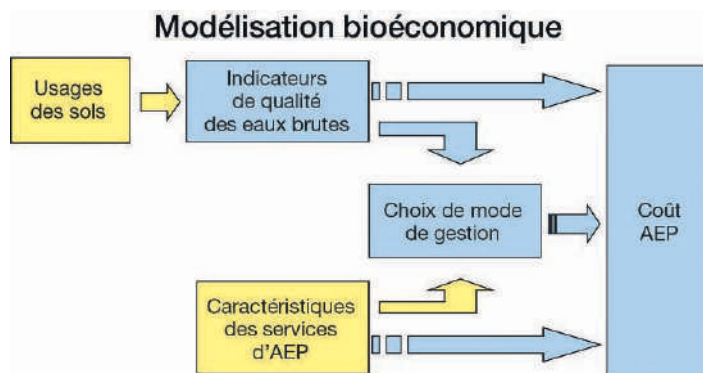 Modélisation bioéconomique
Usages
des sols
Indicateurs
de qualité
des eaux brutes
Choix de mode
de gestion
Coût
AEP
Caractéristiques
des services
d'AEP